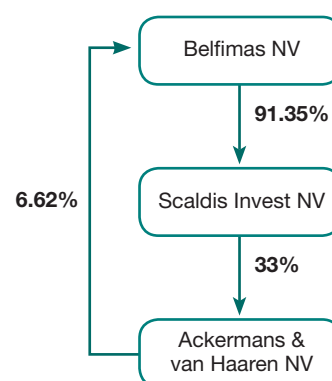 Belfimas NV
91.35%
6.62%
Scaldis Invest NV
33%
Ackermans &
van Haaren NV